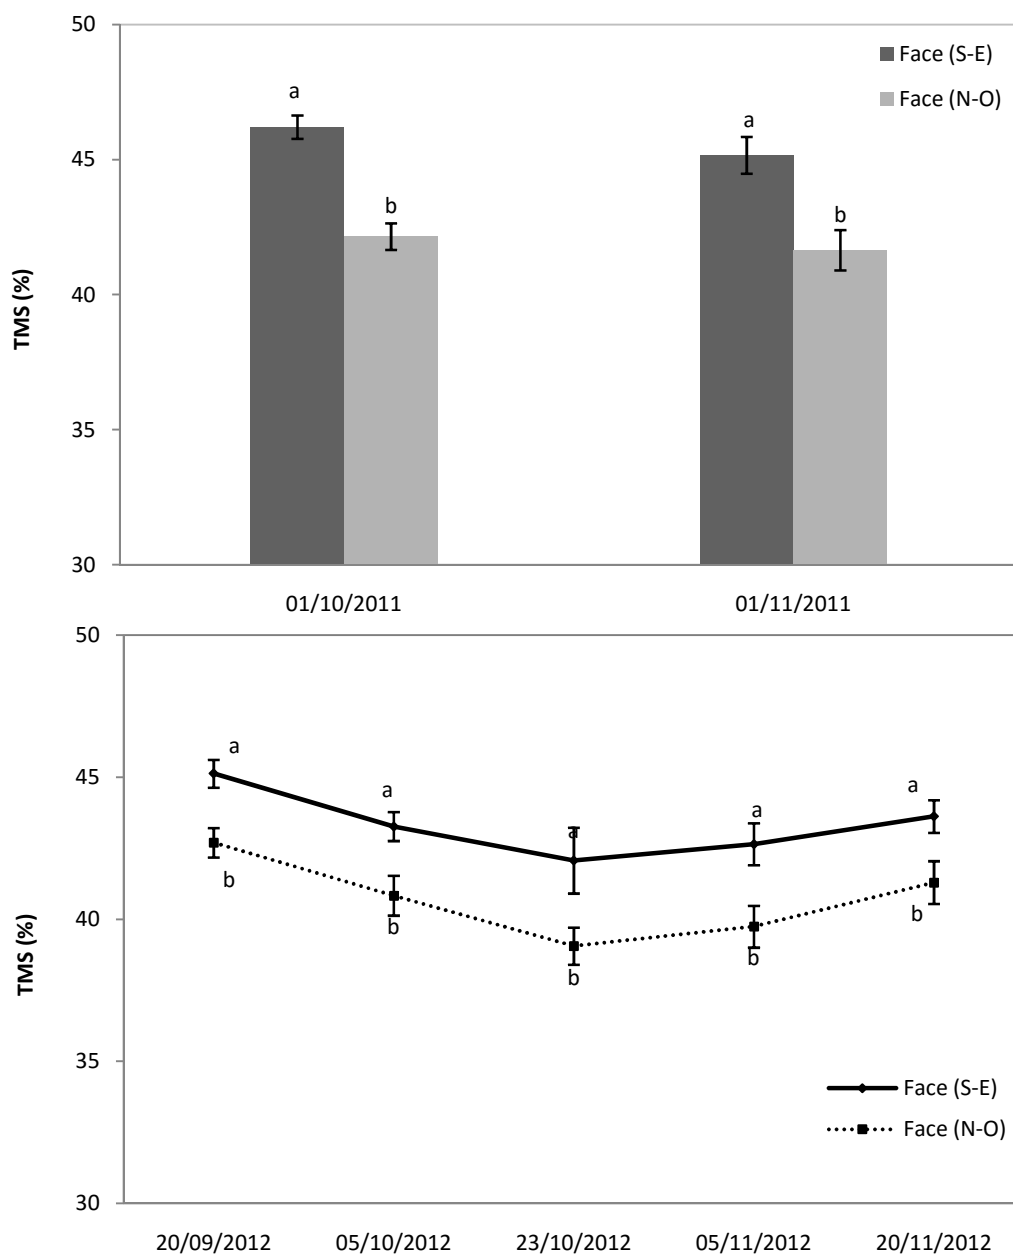 50
Face (S-E)
a
Face (N-O)
a
45
b
b
40
TMS (%)
35
30
01/10/2011 01/11/2011
50
a
45
a
a
a
a
b
40
b
b
b
b
TMS (%)
35
Face (S-E)
Face (N-O)
30
20/09/2012 05/10/2012 23/10/2012 05/11/2012 20/11/2012